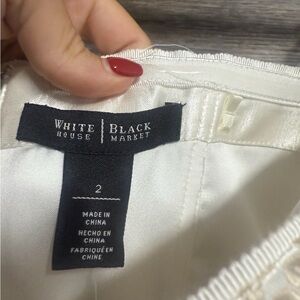 WHITE | BLACK
HOUSE | MARKET
2
MADE IN
CHINA
HECHO EN
CHINA
FABRIQUÉ EN
CHINE